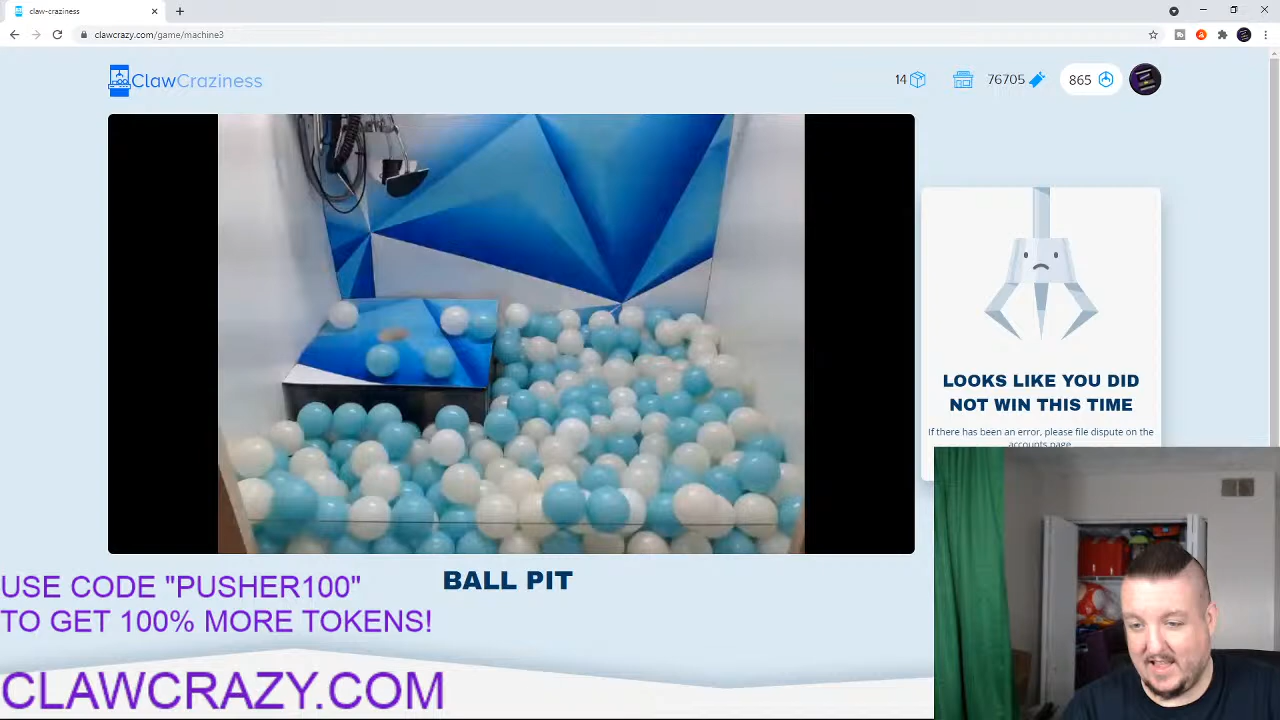 claw-craziness
clawcrazy.com/game/machine3
ClawCraziness
14
76705
865
LOOKS LIKE YOU DID
NOT WIN THIS TIME
If there has been an error, please file dispute on the
accounts page
BALL PIT
USE CODE "PUSHER100"
TO GET 100% MORE TOKENS!
CLAWCRAZY.COM